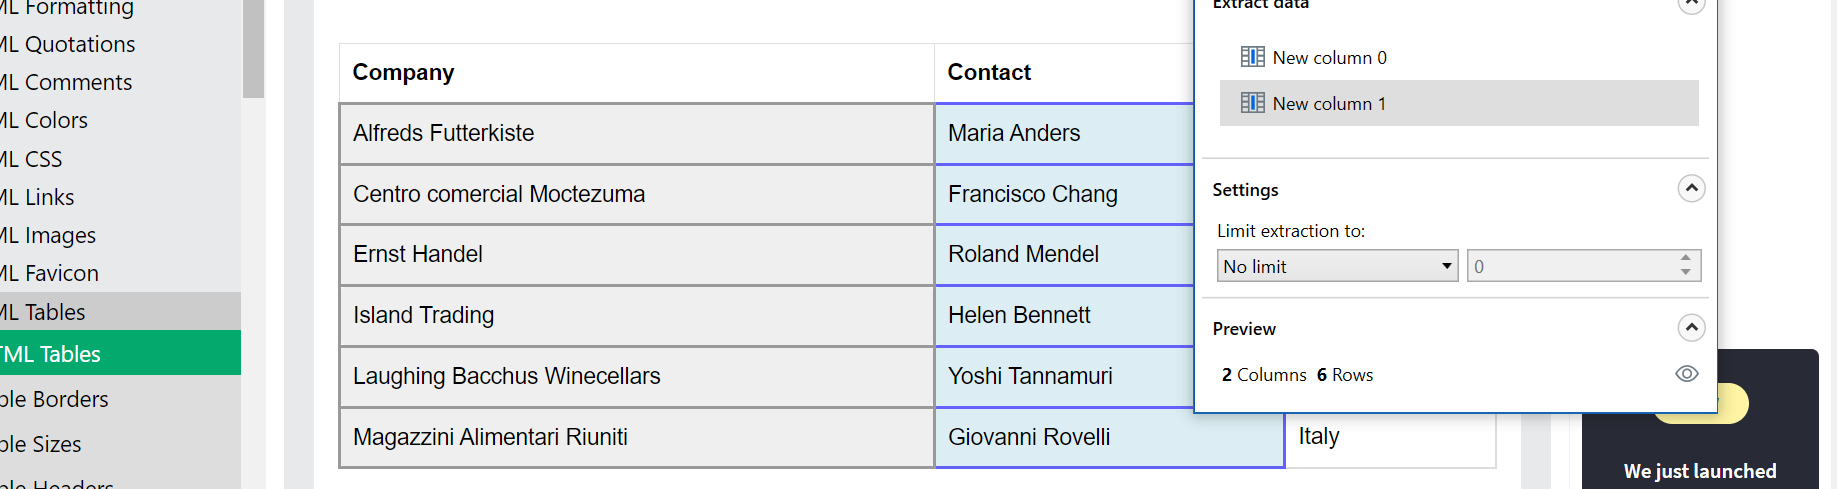 ML Formatting
ML Quotations
ML Comments
ML Colors
ML CSS
ML Links
ML Images
ML Favicon
ML Tables
TML Tables
ble Borders
ble Sizes
ble Headers
Company Contact
Alfreds Futterkiste Maria Anders
Centro comercial Moctezuma Francisco Chang
Ernst Handel Roland Mendel
Island Trading Helen Bennett
Laughing Bacchus Winecellars Yoshi Tannamuri
Magazzini Alimentari Riuniti Giovanni Rovelli Italy
Extract data
New column 0
New column 1
Settings
Limit extraction to:
No limit 0
Preview
2 Columns 6 Rows
We just launched